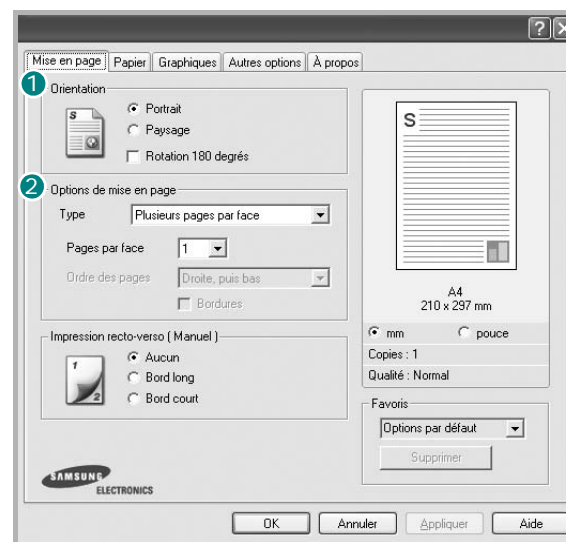 Mise en page Papier Graphiques Autres options À propos
1
Orientation
S
Portrait
Paysage
Rotation 180 degrés
2
Options de mise en page
Type Plusieurs pages par face
Pages par face 1
Ordre des pages Droite, puis bas
Bordures
Impression recto-verso ( Manuel )
1
2
Aucun
Bord long
Bord court
S
A4
210 x 297 mm
mm pouce
Copies : 1
Qualité : Normal
Favoris
Options par défaut
Supprimer
SAMSUNG
ELECTRONICS
OK Annuler Appliquer Aide